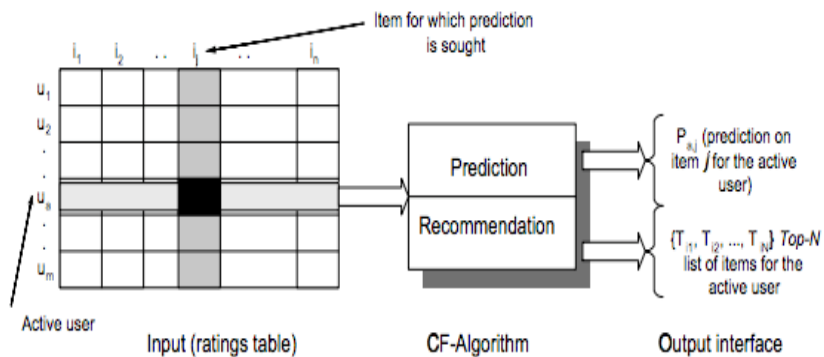 Item for which prediction
is sought
i1 i2 . . ij . . in
u1
u2
.
.
ua
.
.
um
Active user
Prediction
Recommendation
Pa,j (prediction on
item j for the active
user)
{Ti1, Ti2, ..., TiN} Top-N
list of items for the
active user
Input (ratings table)
CF-Algorithm
Output interface